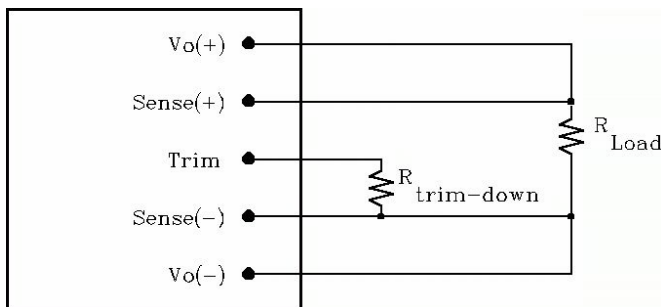 Vo(+)
Sense(+)
Trim
Sense(-)
Vo(-)
R trim-down
R Load